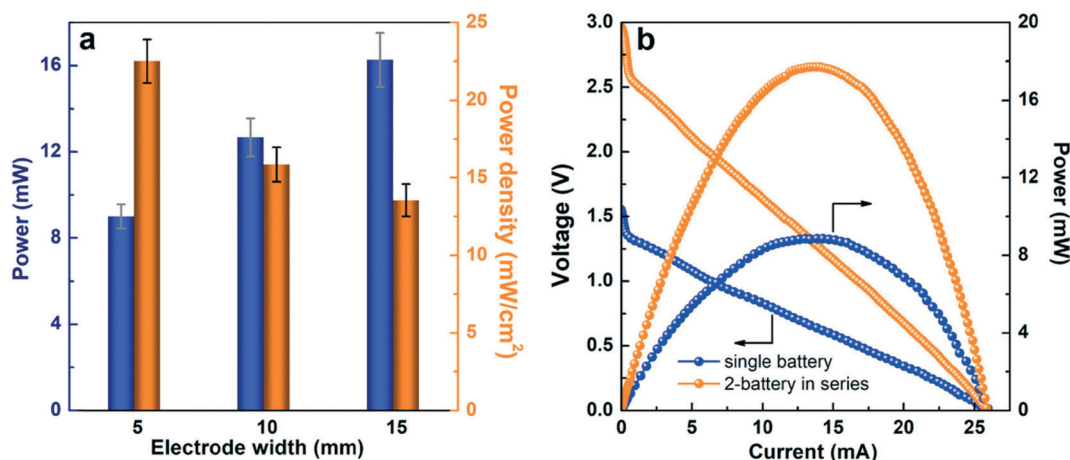 a
16
12
8
4
0
Power (mW)
25
20
15
10
5
0
Power density (mW/cm²)
5 10 15
Electrode width (mm)
b
3.0
2.5
2.0
1.5
1.0
0.5
0.0
Voltage (V)
20
16
12
8
4
0
Power (mW)
single battery
2-battery in series
0 5 10 15 20 25
Current (mA)